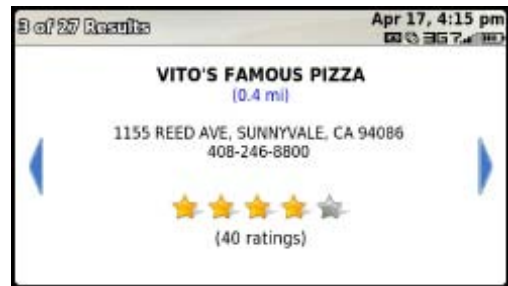 3 of 27 Results
Apr 17, 4:15 pm
3G
VITO'S FAMOUS PIZZA
(0.4 mi)
1155 REED AVE, SUNNYVALE, CA 94086
408-246-8800
(40 ratings)